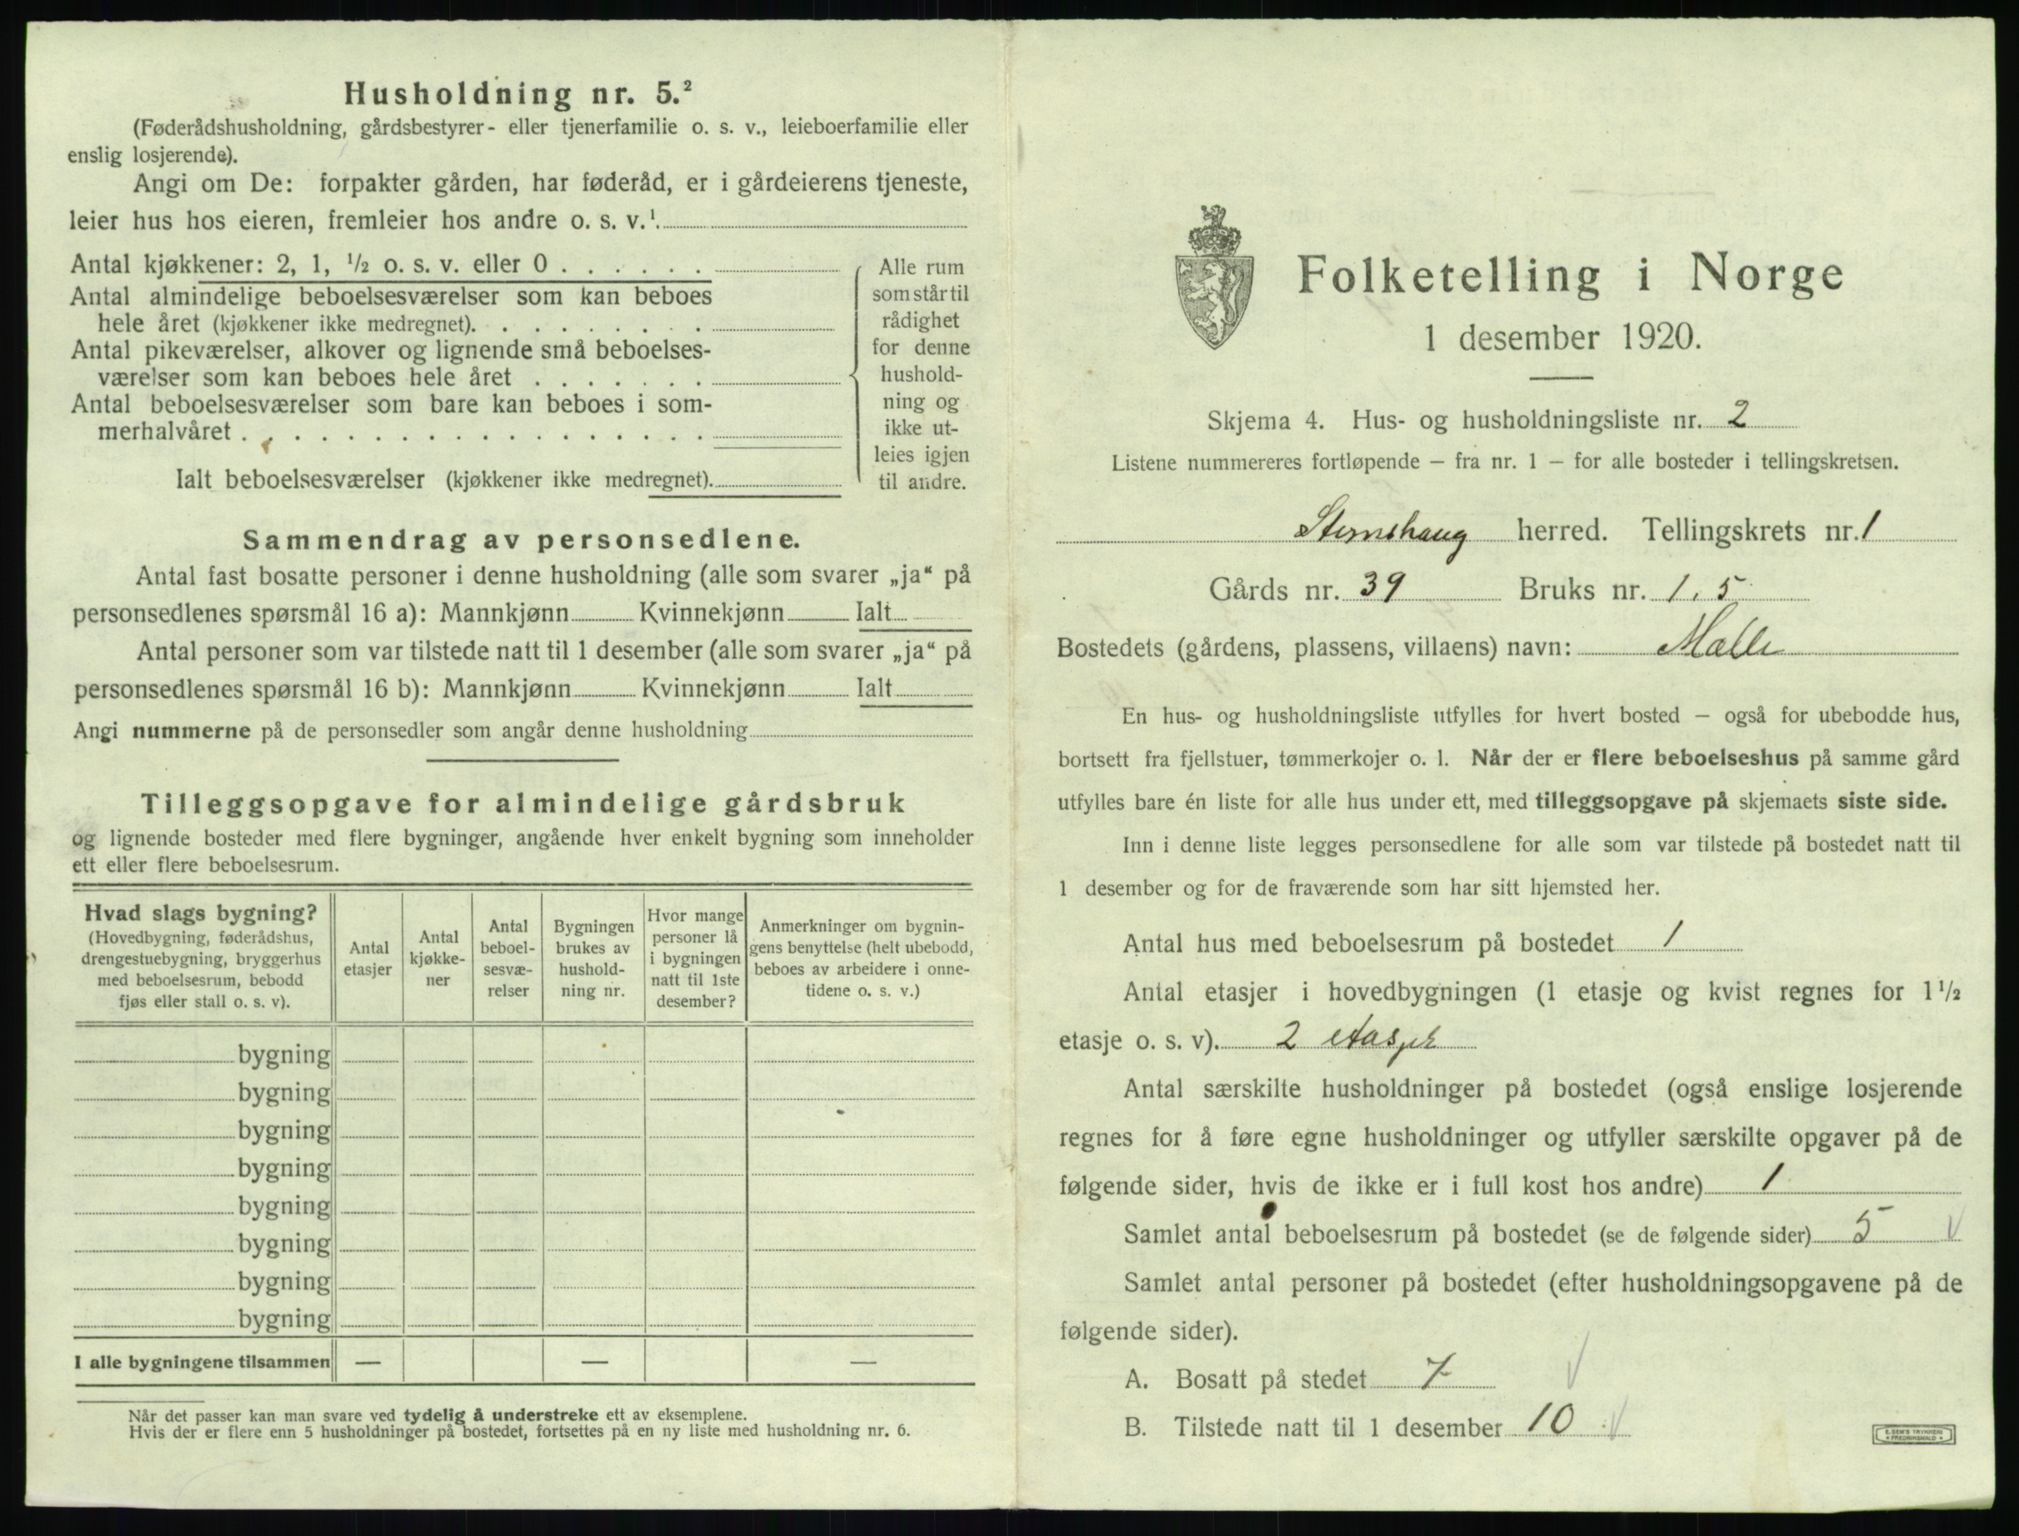 Husholdning nr. 5.²
(Føderådshusholdning, gårdsbestyrer- eller tjenerfamilie o. s. v., leieboerfamilie eller
enslig losjerende).
Angi om De: forpakter gården, har føderåd, er i gårdeierens tjeneste,
leier hus hos eieren, fremleier hos andre o. s. v.¹.
Antal kjøkkener: 2, 1, ½ o. s. v. eller 0 . . . . . .
Antal almindelige beboelsesværelser som kan beboes
hele året (kjøkkener ikke medregnet). . . . . . . . .
Antal pikeværelser, alkover og lignende små beboelses-
værelser som kan beboes hele året . . . . . . .
Antal beboelsesværelser som bare kan beboes i som-
merhalvåret . . . . . . . . . . . . . . . . . .
Ialt beboelsesværelser (kjøkkener ikke medregnet).
Alle rum
som står til
rådighet
for denne
hushold-
ning og
ikke ut-
leies igjen
til andre.
Sammendrag av personsedlene.
Antal fast bosatte personer i denne husholdning (alle som svarer „ja“ på
personsedlenes spørsmål 16 a): Mannkjønn Kvinnekjønn Ialt
Antal personer som var tilstede natt til 1 desember (alle som svarer „ja“ på
personsedlenes spørsmål 16 b): Mannkjønn Kvinnekjønn Ialt
Angi nummerne på de personsedler som angår denne husholdning
Tilleggsopgave for almindelige gårdsbruk
og lignende bosteder med flere bygninger, angående hver enkelt bygning som inneholder
ett eller flere beboelsesrum.
Hvad slags bygning?
(Hovedbygning, føderådshus,
drengestuebygning, bryggerhus
med beboelsesrum, bebodd
fjøs eller stall o. s. v).
Antal
etasjer
Antal
kjøkke-
ner
Antal
beboel-
sesvæ-
relser
Bygningen
brukes av
hushold-
ning nr.
Hvor mange
personer lå
i bygningen
natt til 1ste
desember?
Anmerkninger om bygnin-
gens benyttelse (helt ubebodd,
beboes av arbeidere i onne-
tidene o. s. v.)
bygning
bygning
bygning
bygning
bygning
bygning
bygning
bygning
I alle bygningene tilsammen — — —
Når det passer kan man svare ved tydelig å understreke ett av eksemplene.
Hvis der er flere enn 5 husholdninger på bostedet, fortsettes på en ny liste med husholdning nr. 6.
Folketelling i Norge
1 desember 1920.
Skjema 4. Hus- og husholdningsliste nr. 2
Listene nummereres fortløpende – fra nr. 1 – for alle bosteder i tellingskretsen.
Stemshaug herred. Tellingskrets nr. 1
Gårds nr. 39 Bruks nr. 1, 5
Bostedets (gårdens, plassens, villaens) navn: Malli
En hus- og husholdningsliste utfylles for hvert bosted – også for ubebodde hus,
bortsett fra fjellstuer, tømmerkojer o. l. Når der er flere beboelseshus på samme gård
utfylles bare én liste for alle hus under ett, med tilleggsopgave på skjemaets siste side.
Inn i denne liste legges personsedlene for alle som var tilstede på bostedet natt til
1 desember og for de fraværende som har sitt hjemsted her.
Antal hus med beboelsesrum på bostedet 1
Antal etasjer i hovedbygningen (1 etasje og kvist regnes for 1½
etasje o. s. v). 2 etasjer
Antal særskilte husholdninger på bostedet (også enslige losjerende
regnes for å føre egne husholdninger og utfyller særskilte opgaver på de
følgende sider, hvis de ikke er i full kost hos andre) 1
Samlet antal beboelsesrum på bostedet (se de følgende sider) 5 √
Samlet antal personer på bostedet (efter husholdningsopgavene på de
følgende sider).
A. Bosatt på stedet 7 √
B. Tilstede natt til 1 desember 10 √
E. SEM'S TRYKKERI
FREDRIKSHALD